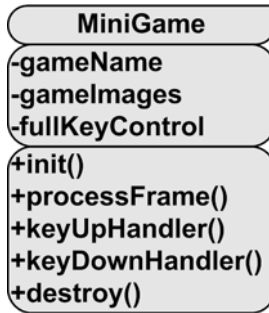 MiniGame
-gameName
-gameImages
-fullKeyControl
+init()
+processFrame()
+keyUpHandler()
+keyDownHandler()
+destroy()